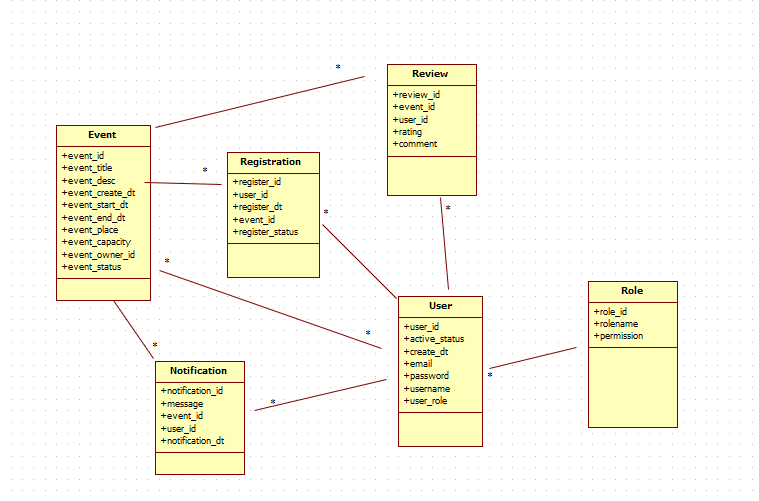 Review
+review_id
+event_id
+user_id
+rating
+comment
*
Event
+event_id
+event_title
+event_desc
+event_create_dt
+event_start_dt
+event_end_dt
+event_place
+event_capacity
+event_owner_id
+event_status
*
Registration
+register_id
+user_id
+register_dt
+event_id
+register_status
*
*
*
*
User
+user_id
+active_status
+create_dt
+email
+password
+username
+user_role
Role
+role_id
+rolename
+permission
*
*
Notification
+notification_id
+message
+event_id
+user_id
+notification_dt
*